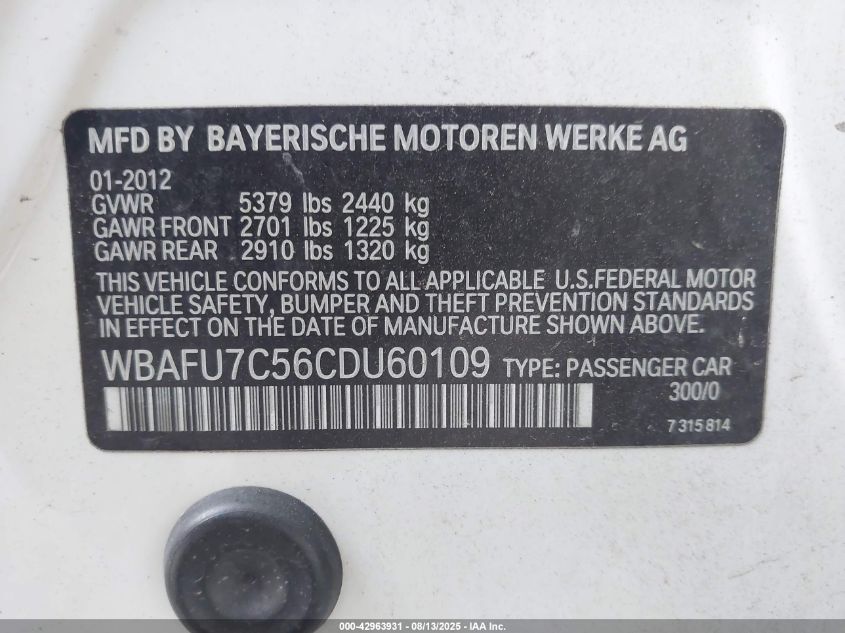 MFD BY BAYERISCHE MOTOREN WERKE AG
01-2012
GVWR 5379 lbs 2440 kg
GAWR FRONT 2701 lbs 1225 kg
GAWR REAR 2910 lbs 1320 kg
THIS VEHICLE CONFORMS TO ALL APPLICABLE U.S.FEDERAL MOTOR
VEHICLE SAFETY, BUMPER AND THEFT PREVENTION STANDARDS
IN EFFECT ON THE DATE OF MANUFACTURE SHOWN ABOVE.
WBAFU7C56CDU60109 TYPE: PASSENGER CAR
300/0
7 315 814
000-42963931 - 08/13/2025 - IAA Inc.